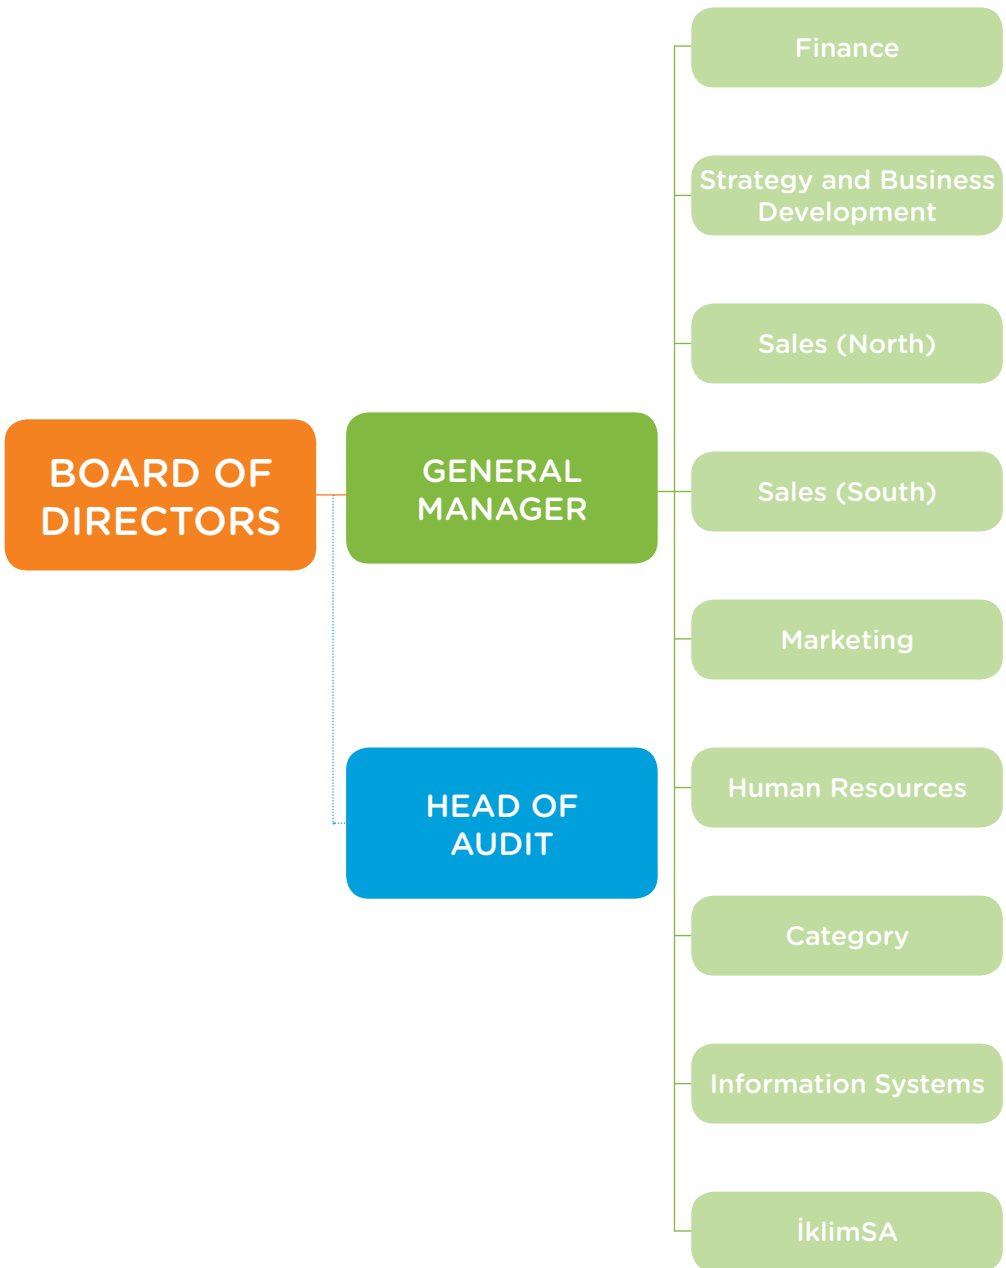 BOARD OF
DIRECTORS
GENERAL
MANAGER
HEAD OF
AUDIT
Finance
Strategy and Business
Development
Sales (North)
Sales (South)
Marketing
Human Resources
Category
Information Systems
İklimSA